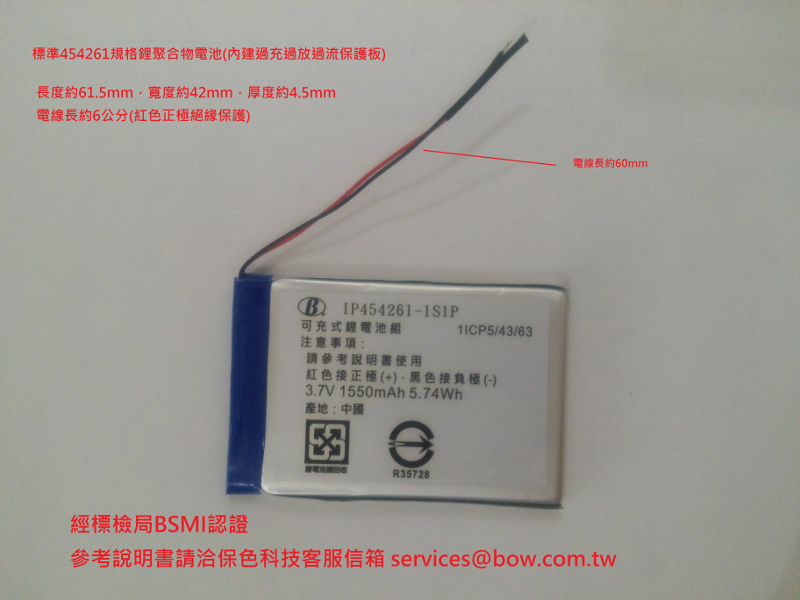 標準454261規格鋰聚合物電池(內建過充過放過流保護板)
長度約61.5mm，寬度約42mm，厚度約4.5mm
電線長約6公分(紅色正極絕緣保護)
電線長約60mm
B IP454261-1S1P
可充式鋰電池組 1ICP5/43/63
注意事項：
請參考說明書使用
紅色接正極(+)，黑色接負極(-)
3.7V 1550mAh 5.74Wh
產地：中國
廢電池請回收
R35728
經標檢局BSMI認證
參考說明書請洽保色科技客服信箱 services@bow.com.tw